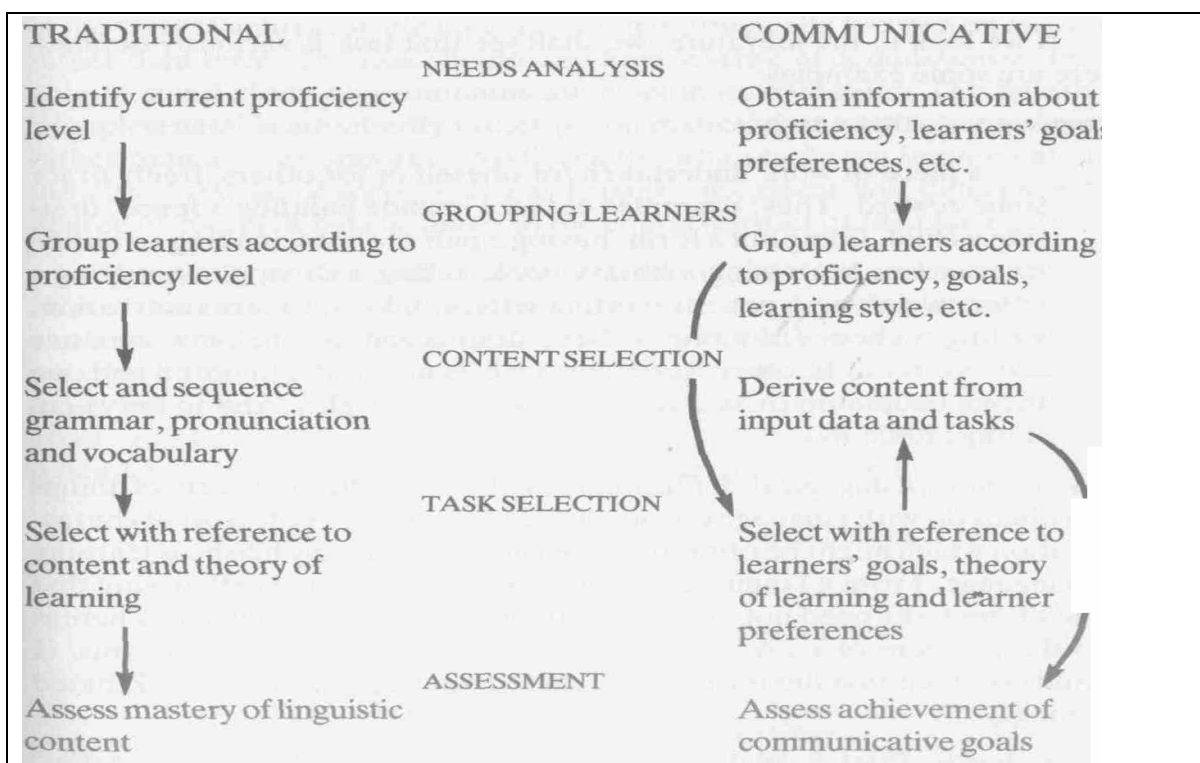 TRADITIONAL
COMMUNICATIVE
NEEDS ANALYSIS
Identify current proficiency
level
Obtain information about
proficiency, learners' goals
preferences, etc.
GROUPING LEARNERS
Group learners according to
proficiency level
Group learners according
to proficiency, goals,
learning style, etc.
CONTENT SELECTION
Select and sequence
grammar, pronunciation
and vocabulary
Derive content from
input data and tasks
TASK SELECTION
Select with reference to
content and theory of
learning
Select with reference to
learners' goals, theory
of learning and learner
preferences
ASSESSMENT
Assess mastery of linguistic
content
Assess achievement of
communicative goals